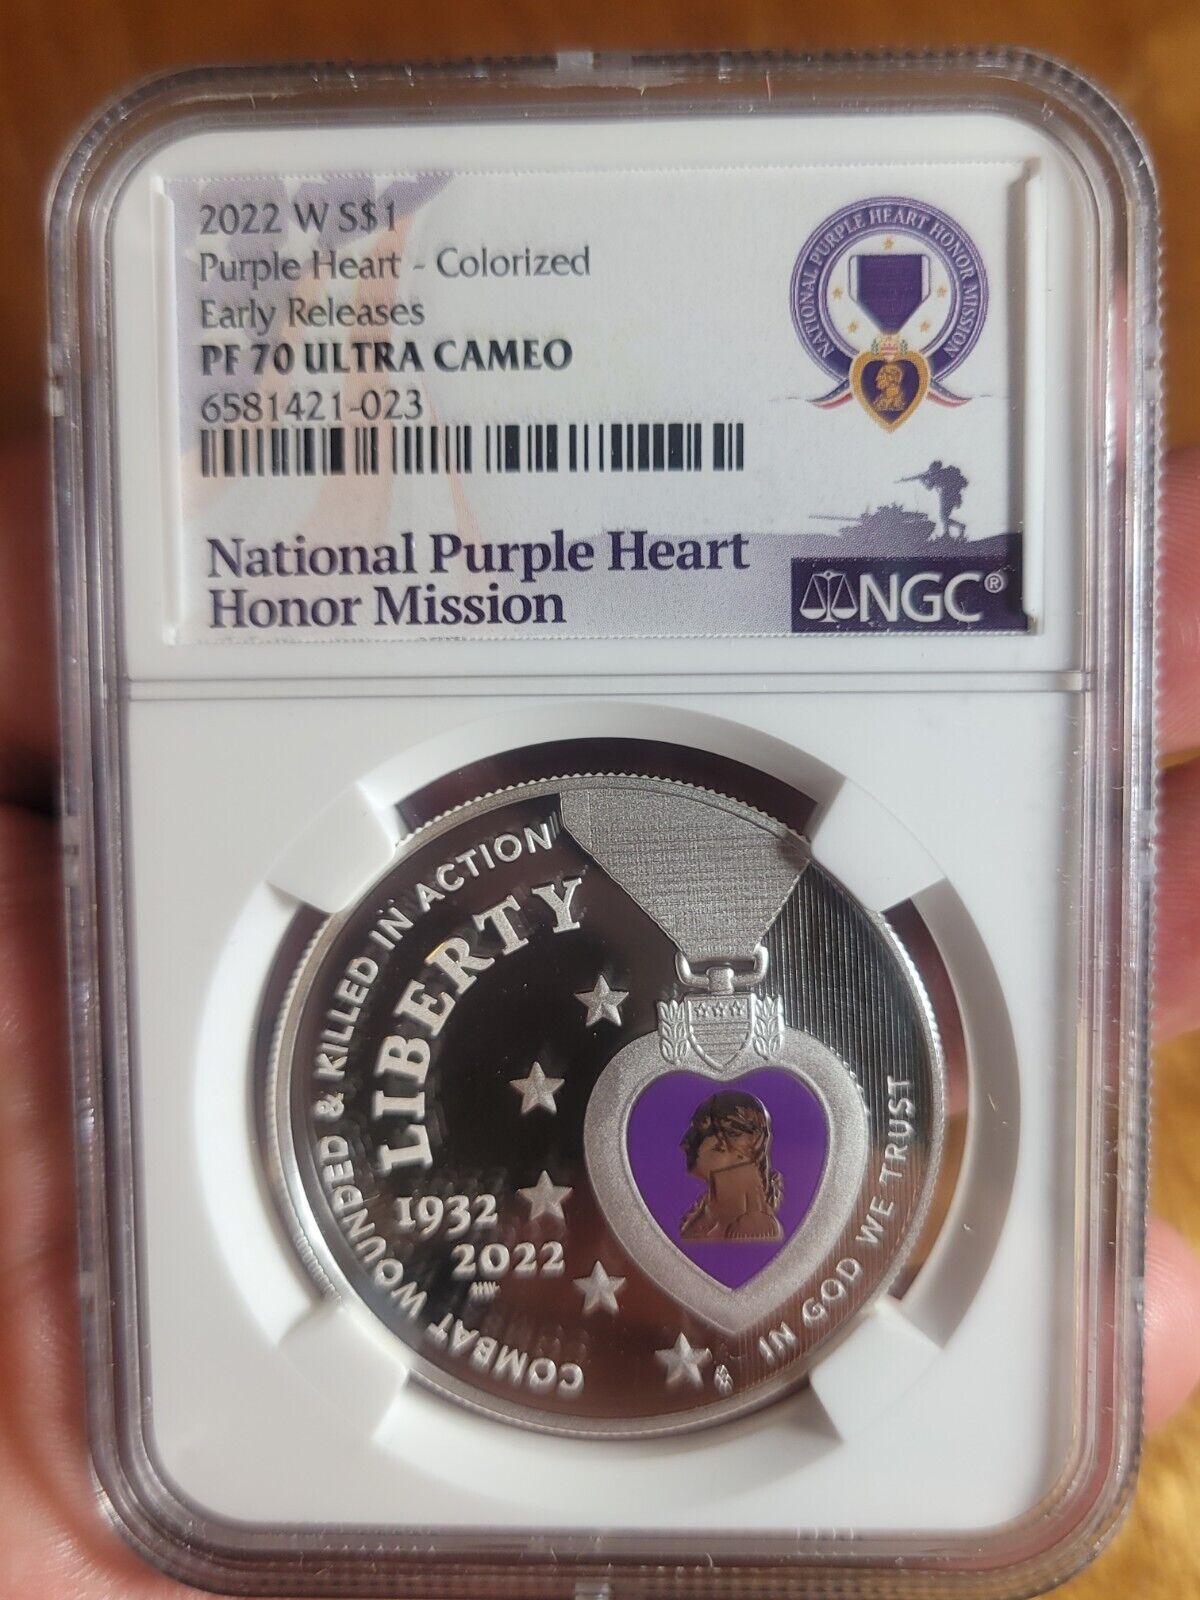 2022 W S$1
Purple Heart - Colorized
Early Releases
PF 70 ULTRA CAMEO
6581421-023
National Purple Heart
Honor Mission
NATIONAL PURPLE HEART HONOR MISSION
NGC®
COMBAT WOUNDED & KILLED IN ACTION
LIBERTY
1932
2022
IN GOD WE TRUST